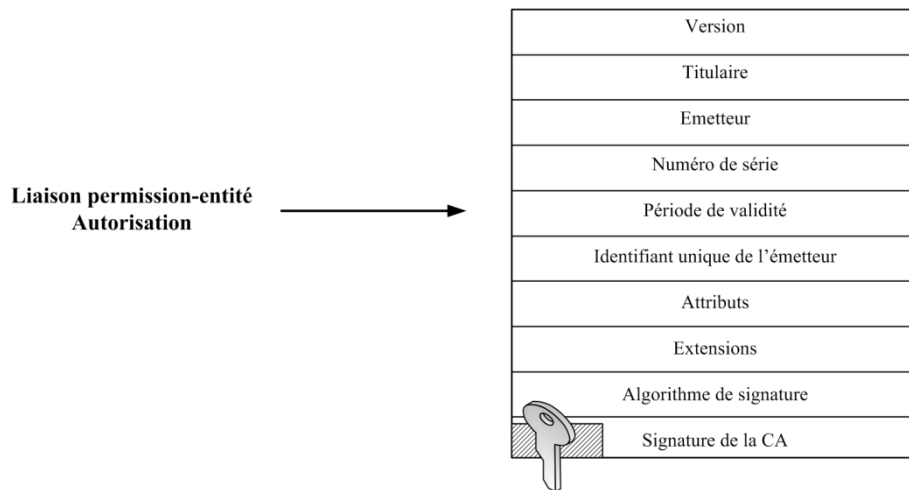 Liaison permission-entité
Autorisation
Version
Titulaire
Emetteur
Numéro de série
Période de validité
Identifiant unique de l’émetteur
Attributs
Extensions
Algorithme de signature
Signature de la CA